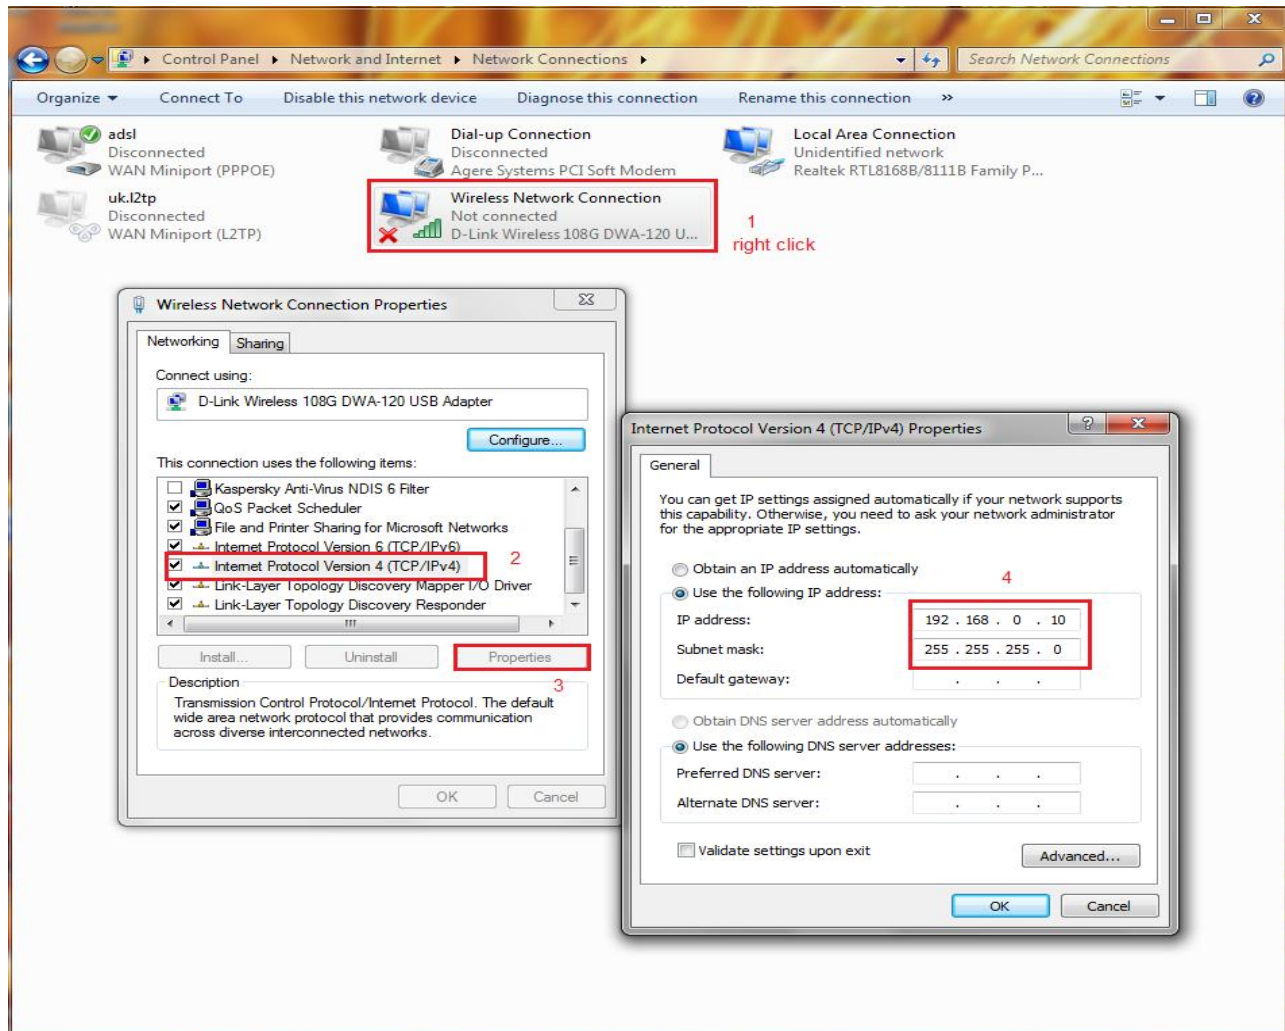 Control Panel Network and Internet Network Connections
Search Network Connections
Organize Connect To Disable this network device Diagnose this connection Rename this connection »
adsl
Disconnected
WAN Miniport (PPPOE)
Dial-up Connection
Disconnected
Agere Systems PCI Soft Modem
Local Area Connection
Unidentified network
Realtek RTL8168B/8111B Family P...
uk.l2tp
Disconnected
WAN Miniport (L2TP)
Wireless Network Connection
Not connected
D-Link Wireless 108G DWA-120 U...
1
right click
Wireless Network Connection Properties
Networking Sharing
Connect using:
D-Link Wireless 108G DWA-120 USB Adapter
Configure...
This connection uses the following items:
Kaspersky Anti-Virus NDIS 6 Filter
QoS Packet Scheduler
File and Printer Sharing for Microsoft Networks
Internet Protocol Version 6 (TCP/IPv6)
Internet Protocol Version 4 (TCP/IPv4)
2
Link-Layer Topology Discovery Mapper I/O Driver
Link-Layer Topology Discovery Responder
Install... Uninstall Properties
3
Description
Transmission Control Protocol/Internet Protocol. The default
wide area network protocol that provides communication
across diverse interconnected networks.
OK Cancel
Internet Protocol Version 4 (TCP/IPv4) Properties
General
You can get IP settings assigned automatically if your network supports
this capability. Otherwise, you need to ask your network administrator
for the appropriate IP settings.
Obtain an IP address automatically
4
Use the following IP address:
IP address: 192 . 168 . 0 . 10
Subnet mask: 255 . 255 . 255 . 0
Default gateway: . . .
Obtain DNS server address automatically
Use the following DNS server addresses:
Preferred DNS server: . . .
Alternate DNS server: . . .
Validate settings upon exit
Advanced...
OK Cancel